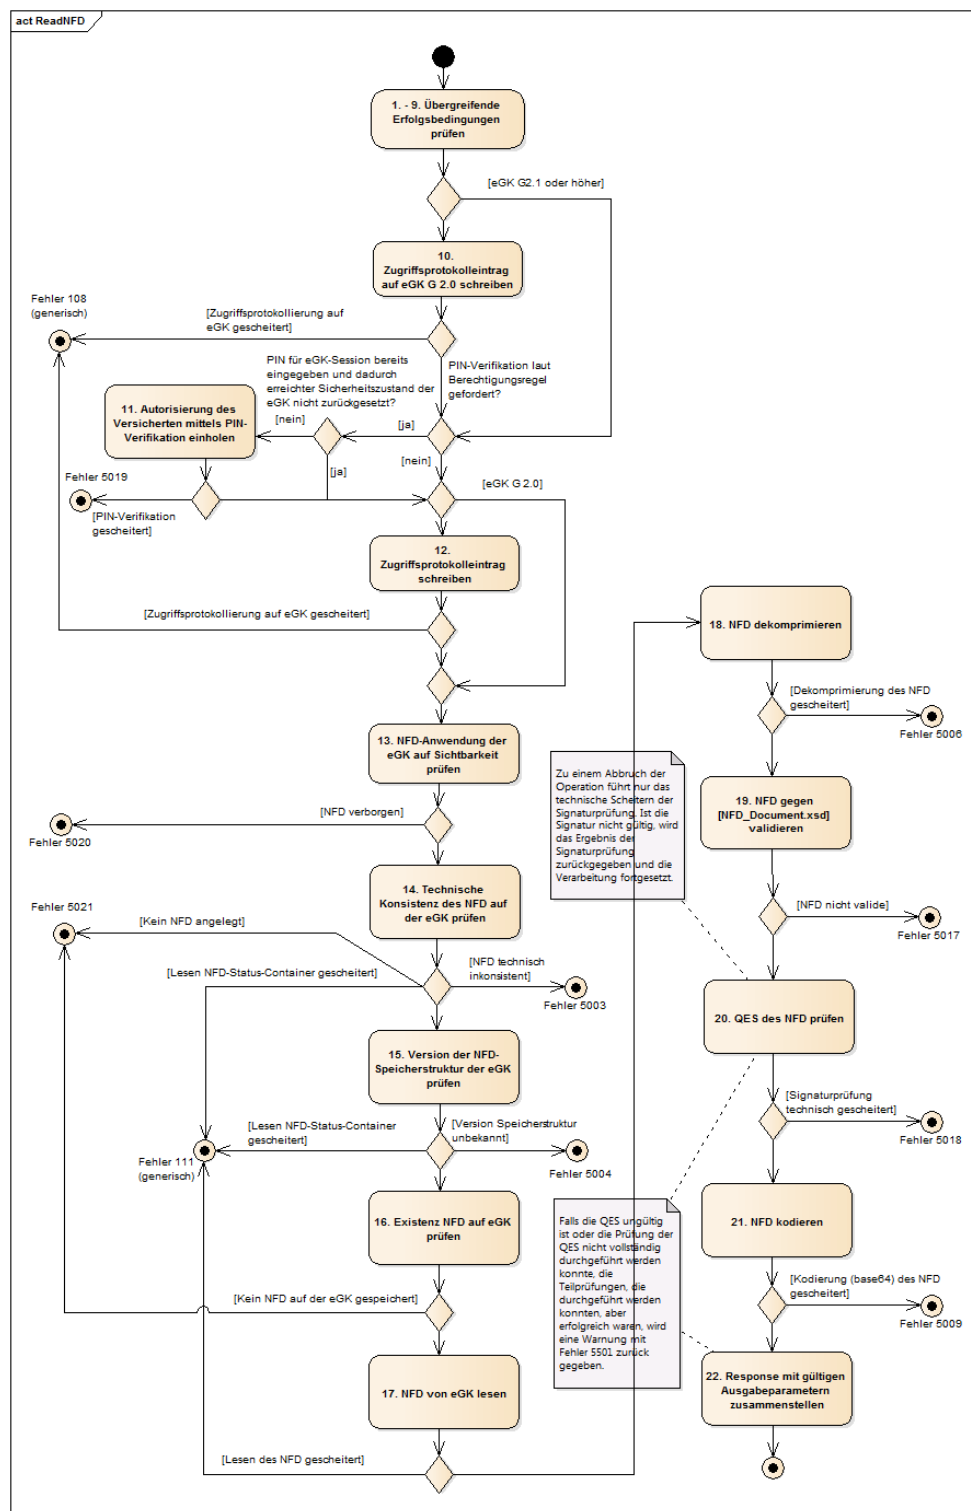 act ReadNFD
1. - 9. Übergreifende
Erfolgsbedingungen
prüfen
[eGK G2.1 oder höher]
10.
Zugriffsprotokolleintrag
auf eGK G 2.0 schreiben
Fehler 108
(generisch)
[Zugriffsprotokollierung auf
eGK gescheitert]
PIN für eGK-Session bereits
eingegeben und dadurch
erreichter Sicherheitszustand der
eGK nicht zurückgesetzt?
PIN-Verifikation laut
Berechtigungsregel
gefordert?
11. Autorisierung des
Versicherten mittels PIN-
Verifikation einholen
[nein]
[ja]
[nein]
[ja]
Fehler 5019
[PIN-Verifikation
gescheitert]
[eGK G 2.0]
12.
Zugriffsprotokolleintrag
schreiben
[Zugriffsprotokollierung auf eGK gescheitert]
13. NFD-Anwendung der
eGK auf Sichtbarkeit
prüfen
[NFD verborgen]
Fehler 5020
14. Technische
Konsistenz des NFD auf
der eGK prüfen
Fehler 5021
[Kein NFD angelegt]
[Lesen NFD-Status-Container gescheitert]
[NFD technisch
inkonsistent]
Fehler 5003
15. Version der NFD-
Speicherstruktur der eGK
prüfen
[Lesen NFD-Status-Container
gescheitert]
[Version Speicherstruktur
unbekannt]
Fehler 111
(generisch)
Fehler 5004
16. Existenz NFD auf eGK
prüfen
[Kein NFD auf der eGK gespeichert]
17. NFD von eGK lesen
[Lesen des NFD gescheitert]
18. NFD dekomprimieren
[Dekomprimierung des NFD
gescheitert]
Fehler 5006
Zu einem Abbruch der
Operation führt nur das
technische Scheitern der
Signaturprüfung. Ist die
Signatur nicht gültig, wird
das Ergebnis der
Signaturprüfung
zurückgegeben und die
Verarbeitung fortgesetzt.
19. NFD gegen
[NFD_Document.xsd]
validieren
[NFD nicht valide]
Fehler 5017
20. QES des NFD prüfen
[Signaturprüfung
technisch gescheitert]
Fehler 5018
Falls die QES ungültig
ist oder die Prüfung der
QES nicht vollständig
durchgeführt werden
konnte, die
Teilprüfungen, die
durchgeführt werden
konnten, aber
erfolgreich waren, wird
eine Warnung mit
Fehler 5501 zurück
gegeben.
21. NFD kodieren
[Kodierung (base64) des NFD
gescheitert]
Fehler 5009
22. Response mit gültigen
Ausgabeparametern
zusammenstellen